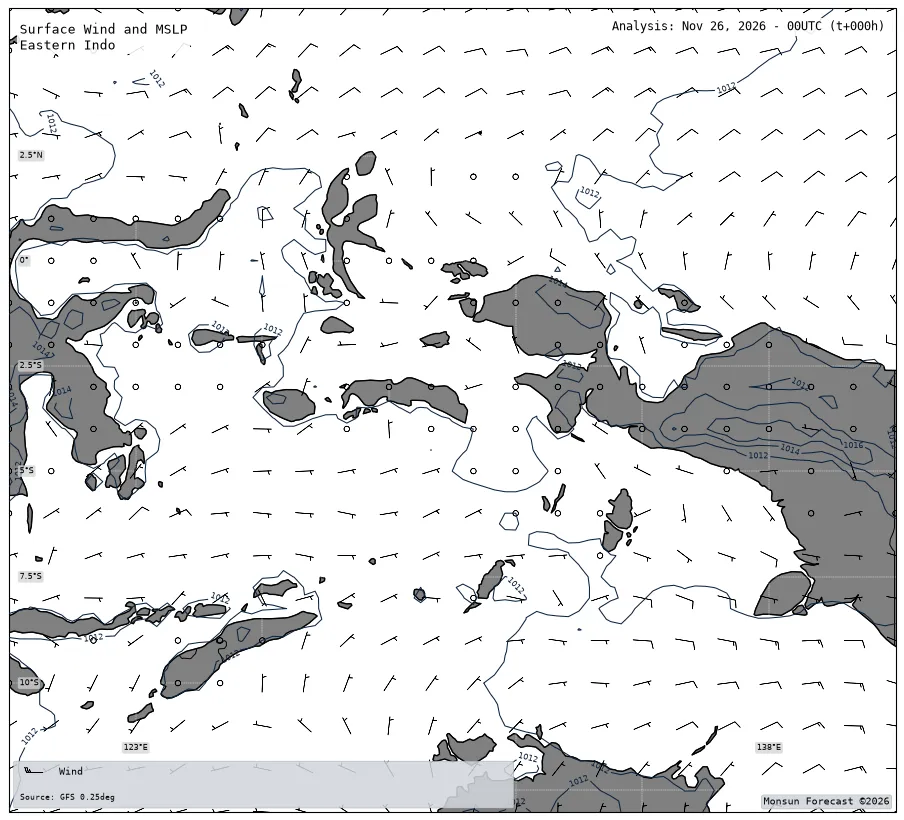 Surface Wind and MSLP
Eastern Indo
Analysis: Nov 26, 2026 - 00UTC (t+000h)
1012
1012
1012
2.5°N
1012
0°
1012
1012
1014
2.5°S
1012
1014
1014
1012
1016
1014
1012
5°S
7.5°S
1012
1012
1012
1012
10°S
1012
123°E
138°E
1012
1012
1012
1012
Wind
Source: GFS 0.25deg
Monsun Forecast ©2026